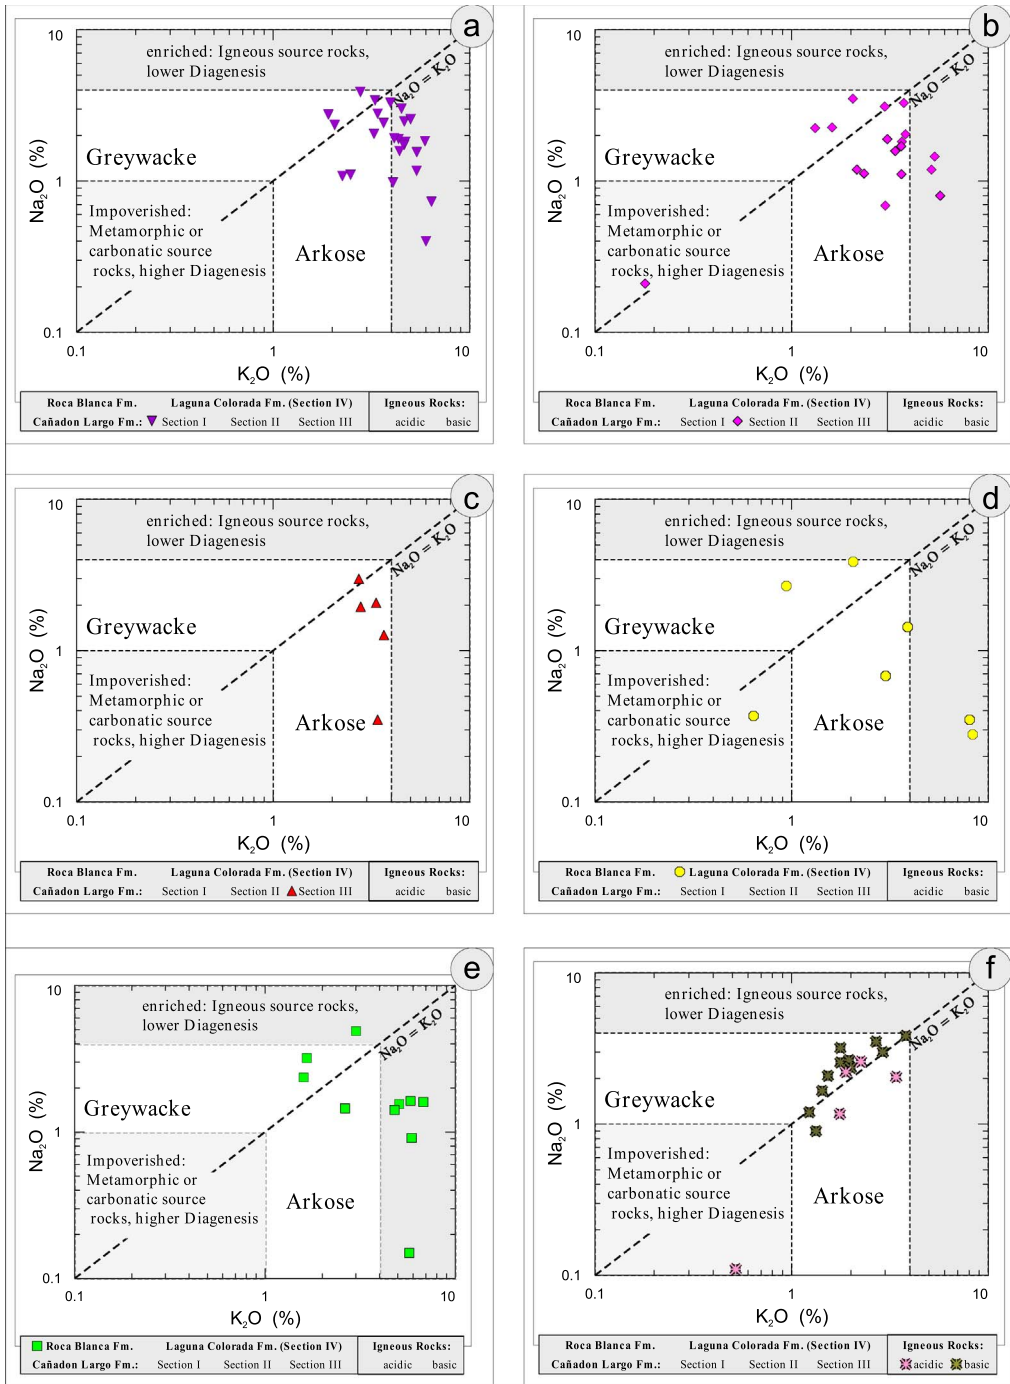 a
10
enriched: Igneous source rocks,
lower Diagenesis
Na₂O = K₂O
Greywacke
1
Impoverished:
Metamorphic or
carbonatic source
rocks, higher Diagenesis
Arkose
0.1
Na₂O (%)
0.1 1 10
K₂O (%)
Roca Blanca Fm. Laguna Colorada Fm. (Section IV) Igneous Rocks:
Cañadon Largo Fm.: Section I Section II Section III acidic basic
b
10
enriched: Igneous source rocks,
lower Diagenesis
Na₂O = K₂O
Greywacke
1
Impoverished:
Metamorphic or
carbonatic source
rocks, higher Diagenesis
Arkose
0.1
Na₂O (%)
0.1 1 10
K₂O (%)
Roca Blanca Fm. Laguna Colorada Fm. (Section IV) Igneous Rocks:
Cañadon Largo Fm.: Section I Section II Section III acidic basic
c
10
enriched: Igneous source rocks,
lower Diagenesis
Na₂O = K₂O
Greywacke
1
Impoverished:
Metamorphic or
carbonatic source
rocks, higher Diagenesis
Arkose
0.1
Na₂O (%)
0.1 1 10
K₂O (%)
Roca Blanca Fm. Laguna Colorada Fm. (Section IV) Igneous Rocks:
Cañadon Largo Fm.: Section I Section II Section III acidic basic
d
10
enriched: Igneous source rocks,
lower Diagenesis
Na₂O = K₂O
Greywacke
1
Impoverished:
Metamorphic or
carbonatic source
rocks, higher Diagenesis
Arkose
0.1
Na₂O (%)
0.1 1 10
K₂O (%)
Roca Blanca Fm. Laguna Colorada Fm. (Section IV) Igneous Rocks:
Cañadon Largo Fm.: Section I Section II Section III acidic basic
e
10
enriched: Igneous source rocks,
lower Diagenesis
Na₂O = K₂O
Greywacke
1
Impoverished:
Metamorphic or
carbonatic source
rocks, higher Diagenesis
Arkose
0.1
Na₂O (%)
0.1 1 10
K₂O (%)
Roca Blanca Fm. Laguna Colorada Fm. (Section IV) Igneous Rocks:
Cañadon Largo Fm.: Section I Section II Section III acidic basic
f
10
enriched: Igneous source rocks,
lower Diagenesis
Na₂O = K₂O
Greywacke
1
Impoverished:
Metamorphic or
carbonatic source
rocks, higher Diagenesis
Arkose
0.1
Na₂O (%)
0.1 1 10
K₂O (%)
Roca Blanca Fm. Laguna Colorada Fm. (Section IV) Igneous Rocks:
Cañadon Largo Fm.: Section I Section II Section III acidic basic